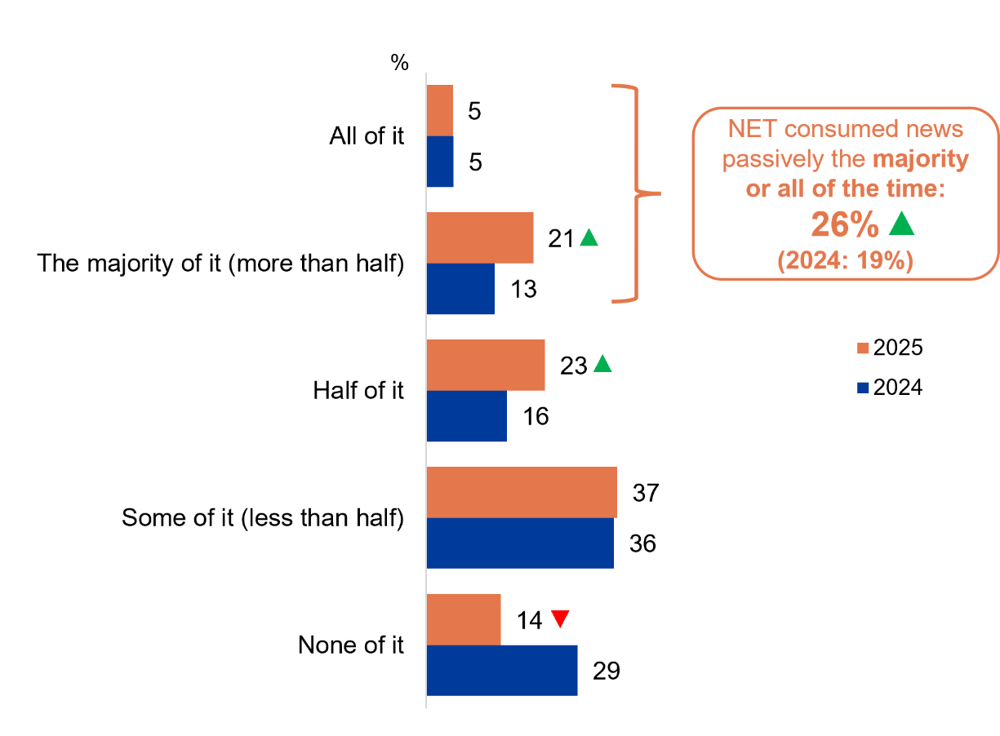 %
All of it
5
5
The majority of it (more than half)
21
13
Half of it
23
16
Some of it (less than half)
37
36
None of it
14
29
NET consumed news
passively the majority
or all of the time:
26%
(2024: 19%)
2025
2024